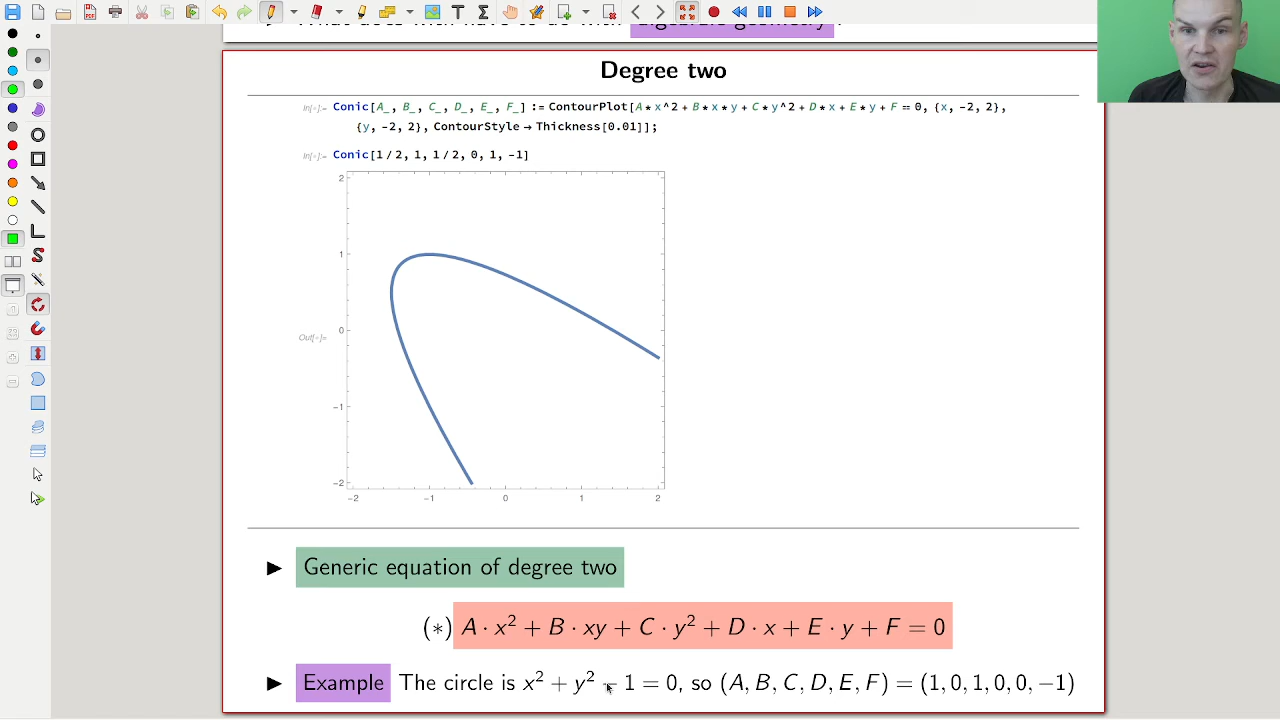 algebraic geometry ?
Degree two
In[•]:= Conic[A_, B_, C_, D_, E_, F_] := ContourPlot[A*x^2 + B*x*y + C*y^2 + D*x + E*y + F == 0, {x, -2, 2},
{y, -2, 2}, ContourStyle → Thickness[0.01]];
In[•]:= Conic[1/2, 1, 1/2, 0, 1, -1]
2
1
0
-1
-2
Out[•]=
-2 -1 0 1 2
► Generic equation of degree two
(∗) A · x² + B · xy + C · y² + D · x + E · y + F = 0
► Example The circle is x² + y² − 1 = 0, so (A, B, C, D, E, F) = (1, 0, 1, 0, 0, −1)